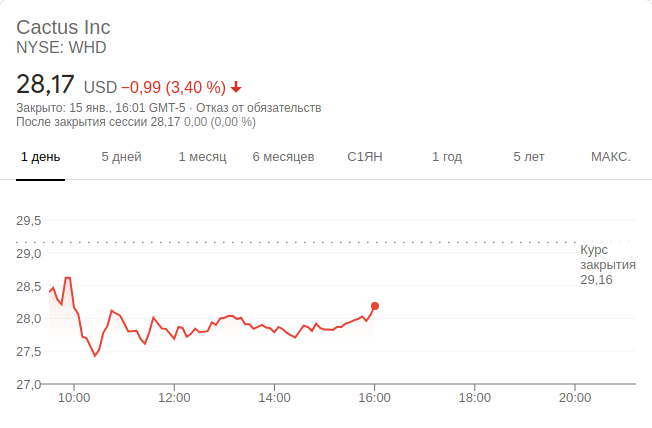 Cactus Inc
NYSE: WHD
28,17 USD −0,99 (3,40 %)
Закрыто: 15 янв., 16:01 GMT-5 · Отказ от обязательств
После закрытия сессии 28,17 0,00 (0,00 %)
1 день 5 дней 1 месяц 6 месяцев С1ЯН 1 год 5 лет МАКС.
29,5
29,0
28,5
28,0
27,5
27,0
Курс
закрытия
29,16
10:00 12:00 14:00 16:00 18:00 20:00